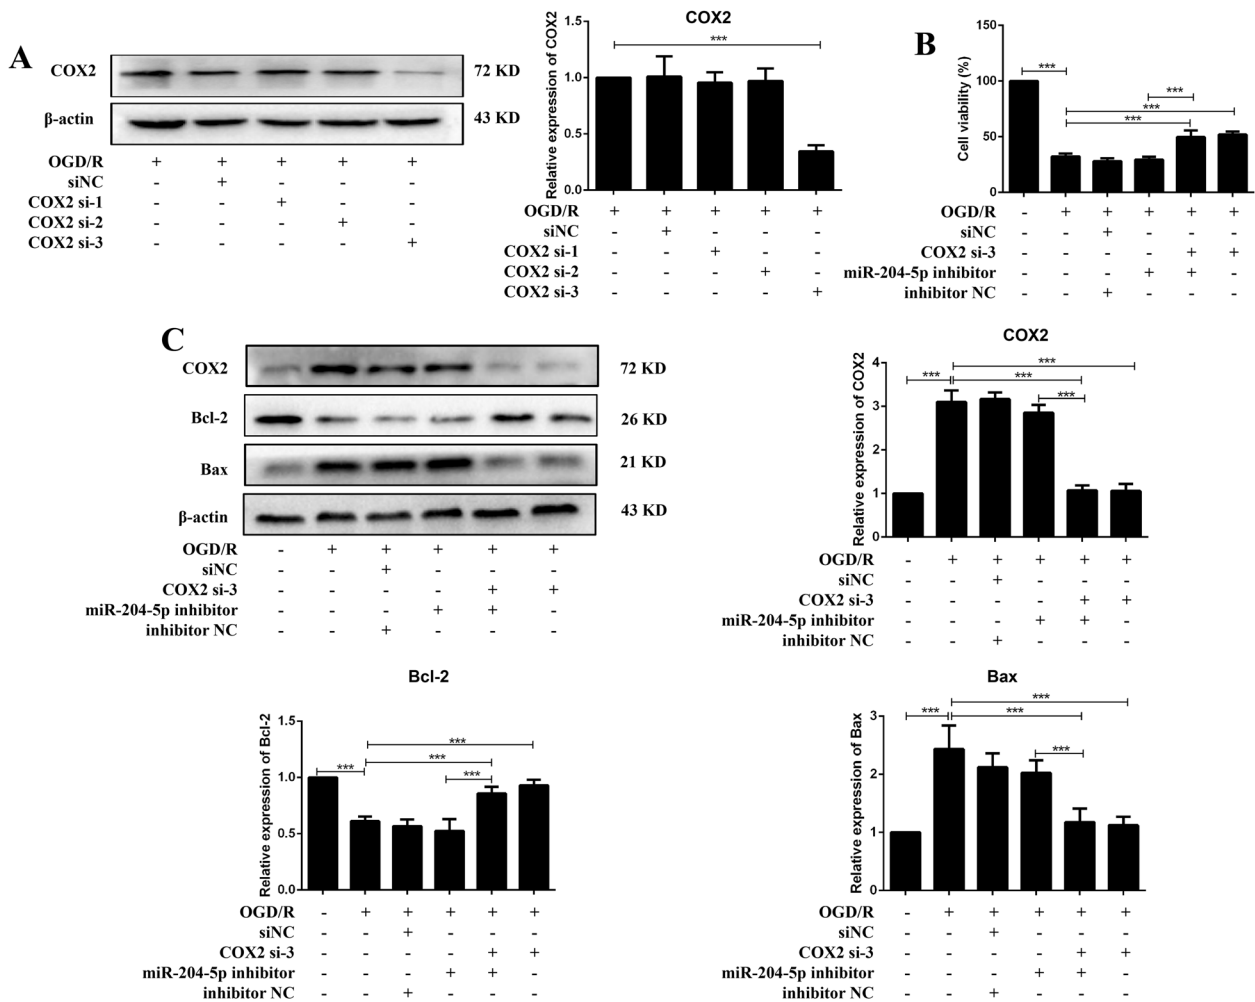 A
COX2 72 KD
β-actin 43 KD
OGD/R + + + + +
siNC - + - - -
COX2 si-1 - - + - -
COX2 si-2 - - - + -
COX2 si-3 - - - - +
COX2
Relative expression of COX2
1.5
1.0
0.5
0.0
***
OGD/R + + + + +
siNC - + - - -
COX2 si-1 - - + - -
COX2 si-2 - - - + -
COX2 si-3 - - - - +
B
Cell viability (%)
150
100
50
0
***
***
***
***
OGD/R - + + + + +
siNC - - + - - -
COX2 si-3 - - - - + +
miR-204-5p inhibitor - - - + + -
inhibitor NC - - + - - -
C
COX2 72 KD
Bcl-2 26 KD
Bax 21 KD
β-actin 43 KD
OGD/R - + + + + +
siNC - - + - - -
COX2 si-3 - - - - + +
miR-204-5p inhibitor - - - + + -
inhibitor NC - - + - - -
COX2
Relative expression of COX2
4
3
2
1
0
***
***
***
***
OGD/R - + + + + +
siNC - - + - - -
COX2 si-3 - - - - + +
miR-204-5p inhibitor - - - + + -
inhibitor NC - - + - - -
Bcl-2
Relative expression of Bcl-2
1.5
1.0
0.5
0.0
***
***
***
***
OGD/R - + + + + +
siNC - - + - - -
COX2 si-3 - - - - + +
miR-204-5p inhibitor - - - + + -
inhibitor NC - - + - - -
Bax
Relative expression of Bax
3
2
1
0
***
***
***
***
OGD/R - + + + + +
siNC - - + - - -
COX2 si-3 - - - - + +
miR-204-5p inhibitor - - - + + -
inhibitor NC - - + - - -